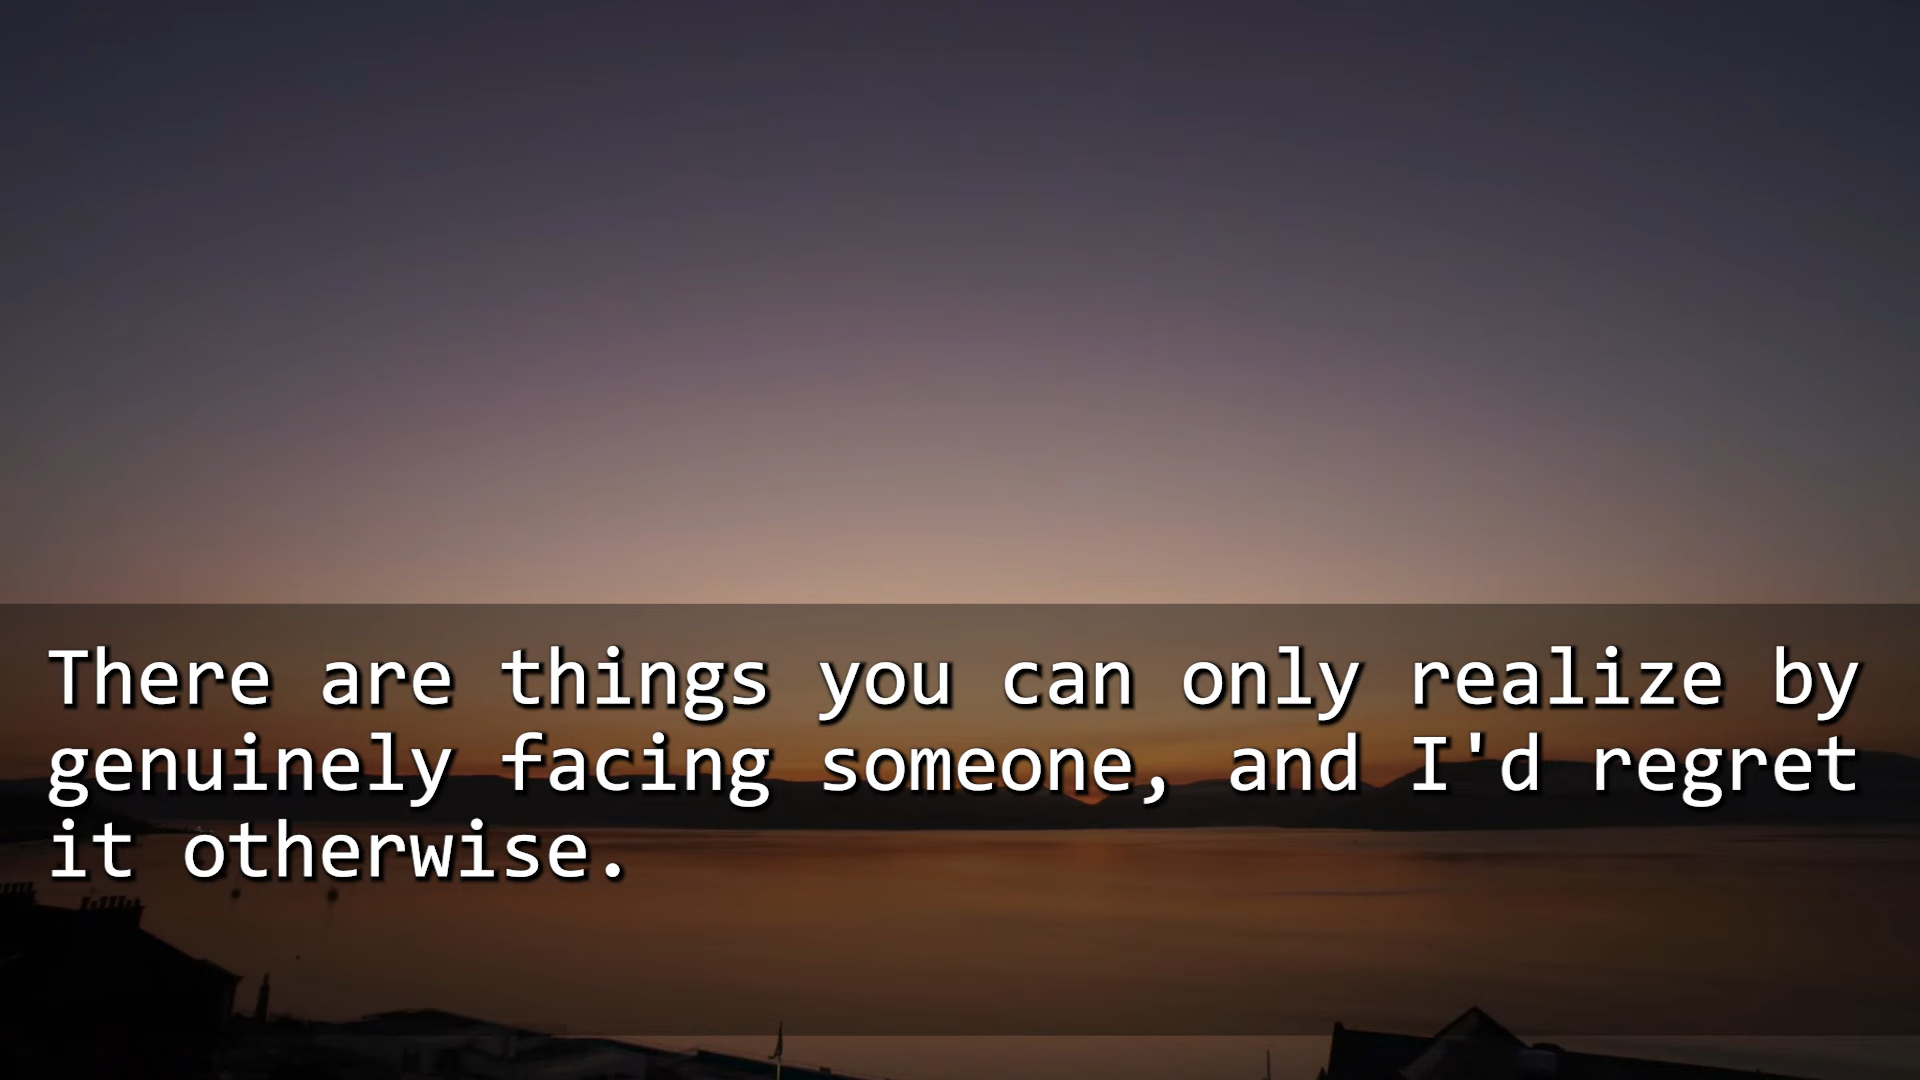 There are things you can only realize by
genuinely facing someone, and I'd regret
it otherwise.